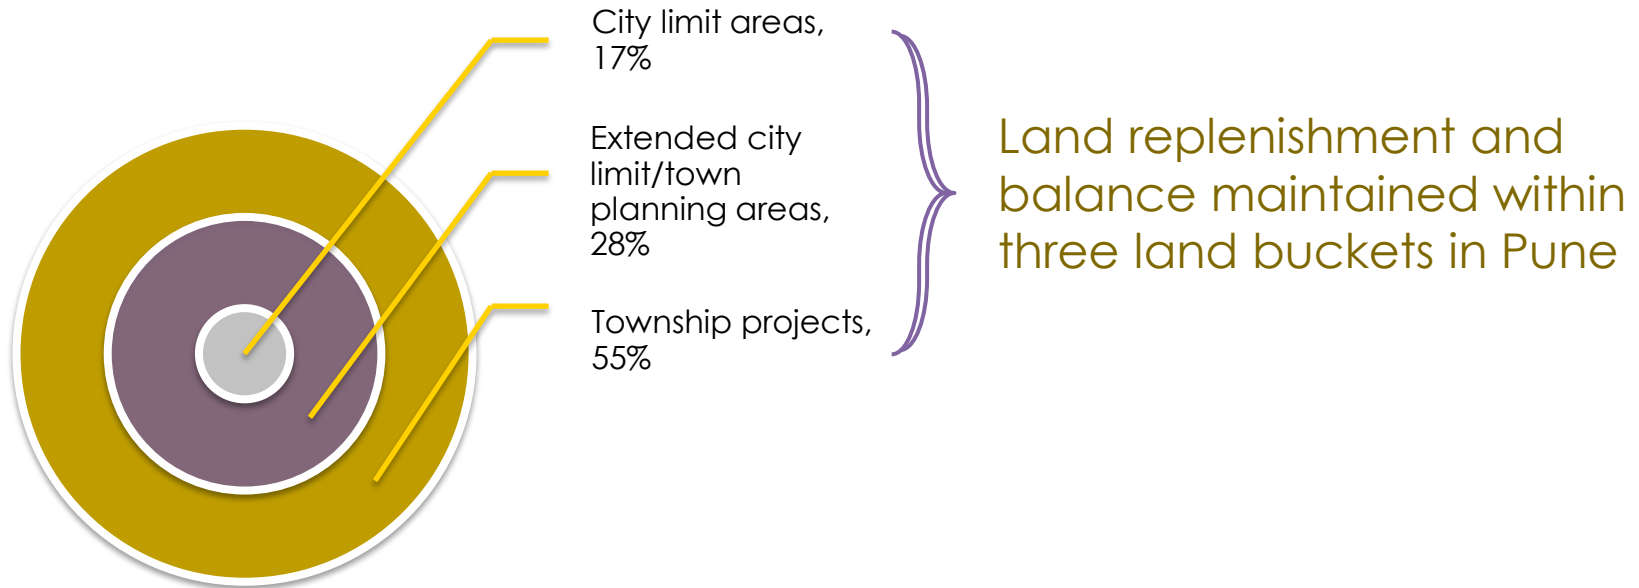 City limit areas,
17%
Extended city
limit/town
planning areas,
28%
Township projects,
55%
Land replenishment and
balance maintained within
three land buckets in Pune